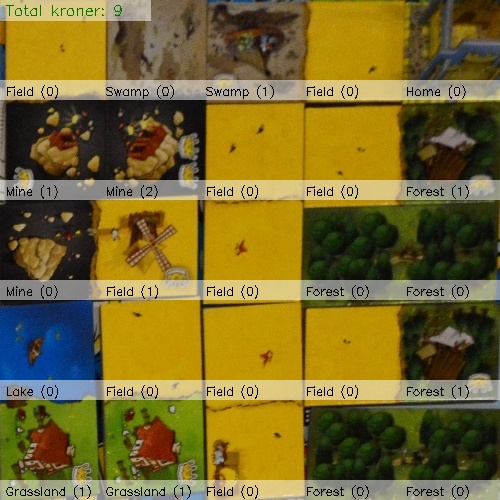 Total kroner: 9
Field (0) Swamp (0) Swamp (1) Field (0) Home (0)
Mine (1) Mine (2) Field (0) Field (0) Forest (1)
Mine (0) Field (1) Field (0) Forest (0) Forest (0)
Lake (0) Field (0) Field (0) Field (0) Forest (1)
Grassland (1) Grassland (1) Field (0) Forest (0) Forest (0)